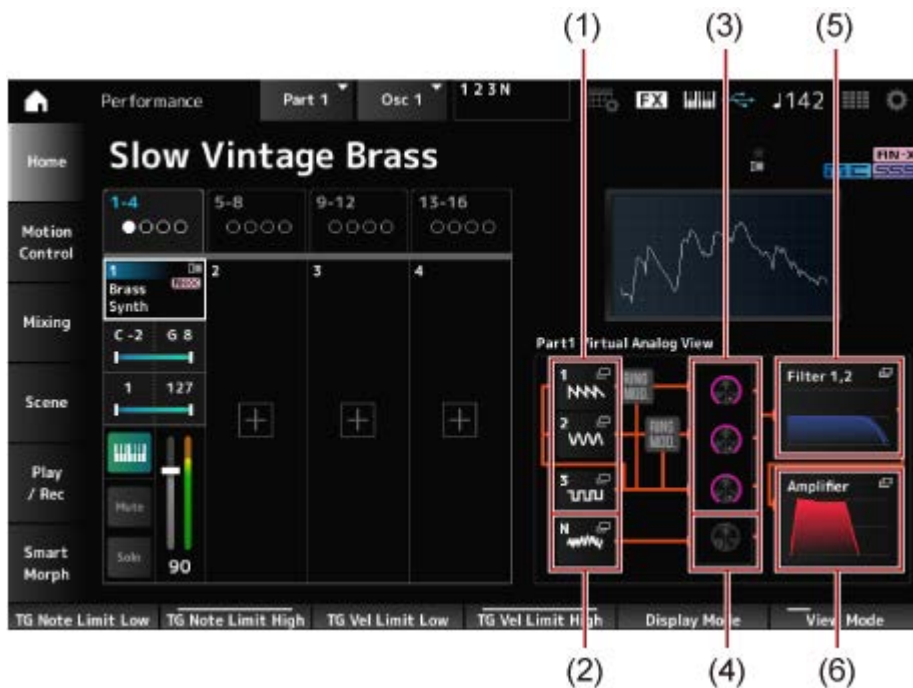 (1) (3) (5)
Performance Part 1 Osc 1 1 2 3 N FX ♩142
Home
Slow Vintage Brass
1-4 5-8 9-12 13-16
Motion
Control
1 2 3 4
Brass
Synth
Mixing
C -2 G 8
Part1 Virtual Analog View
1 127
Scene
1 RING
MOD
Filter 1,2
2 RING
MOD
Play
/ Rec
Mute
3
Amplifier
N
Smart
Morph
Solo
90
TG Note Limit Low TG Note Limit High TG Vel Limit Low TG Vel Limit High Display Mode View Mode
(2) (4) (6)